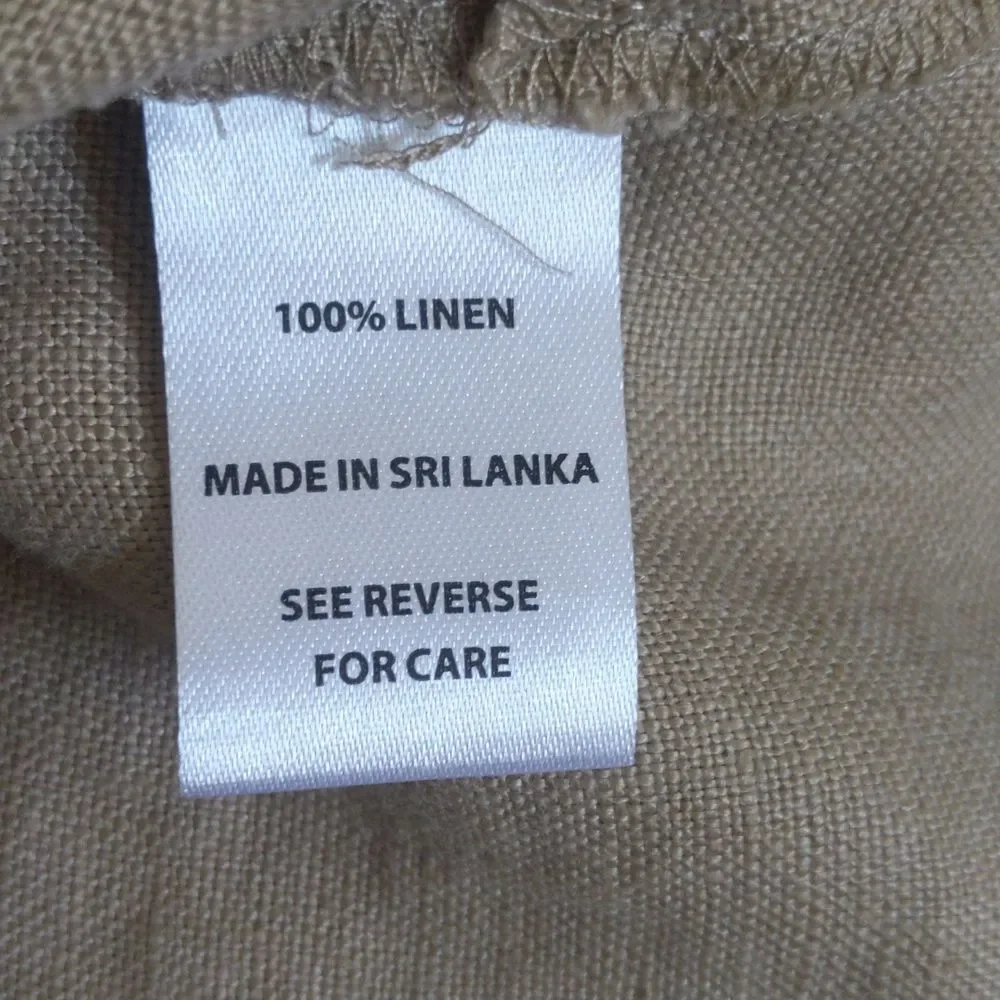 100% LINEN
MADE IN SRI LANKA
SEE REVERSE
FOR CARE